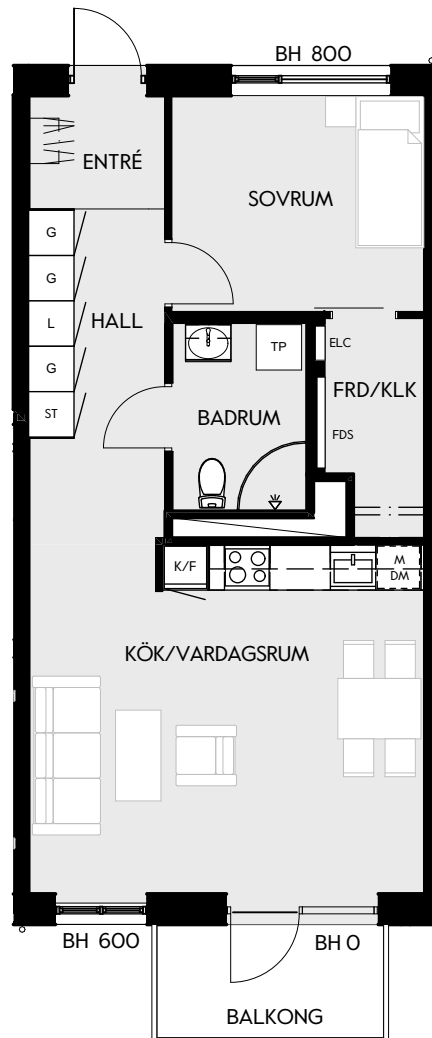 BH 800
ENTRÉ
SOVRUM
G
G
L
G
ST
HALL
ELC
TP
FRD/KLK
BADRUM
FDS
K/F
M
DM
KÖK/VARDAGSRUM
BH 600
BH 0
BALKONG